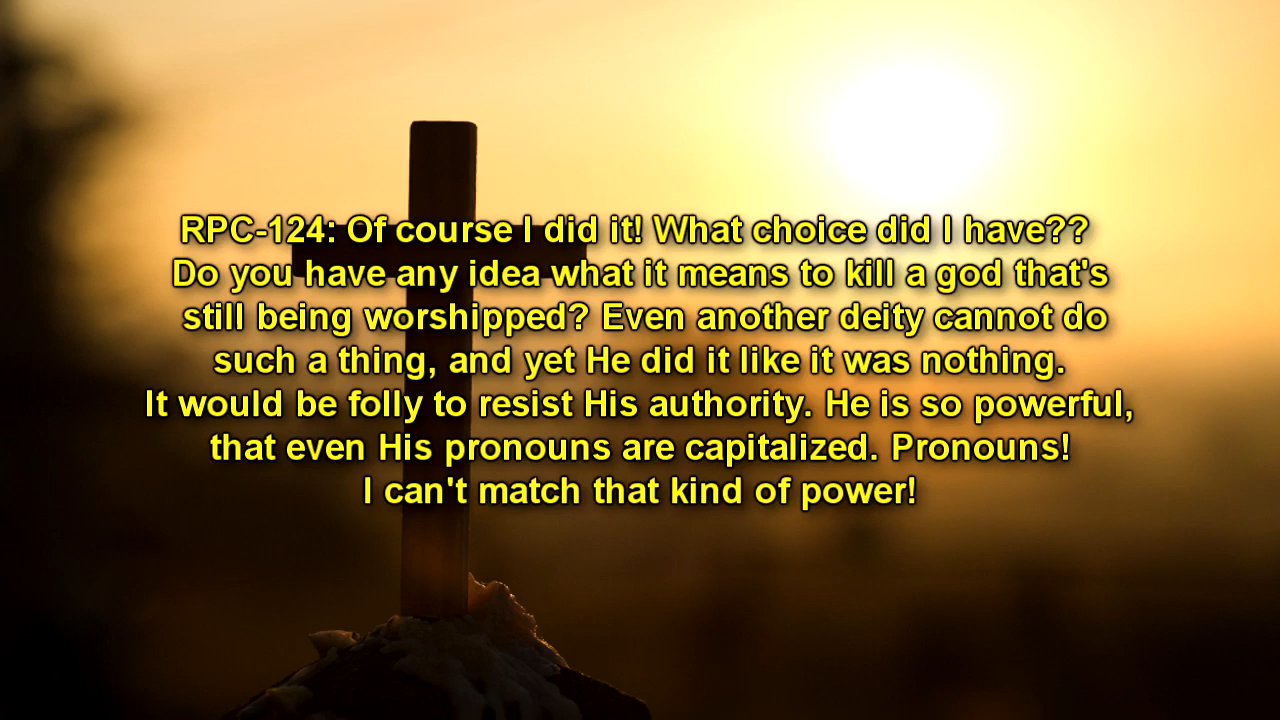 RPC-124: Of course I did it! What choice did I have??
Do you have any idea what it means to kill a god that's
still being worshipped? Even another deity cannot do
such a thing, and yet He did it like it was nothing.
It would be folly to resist His authority. He is so powerful,
that even His pronouns are capitalized. Pronouns!
I can't match that kind of power!